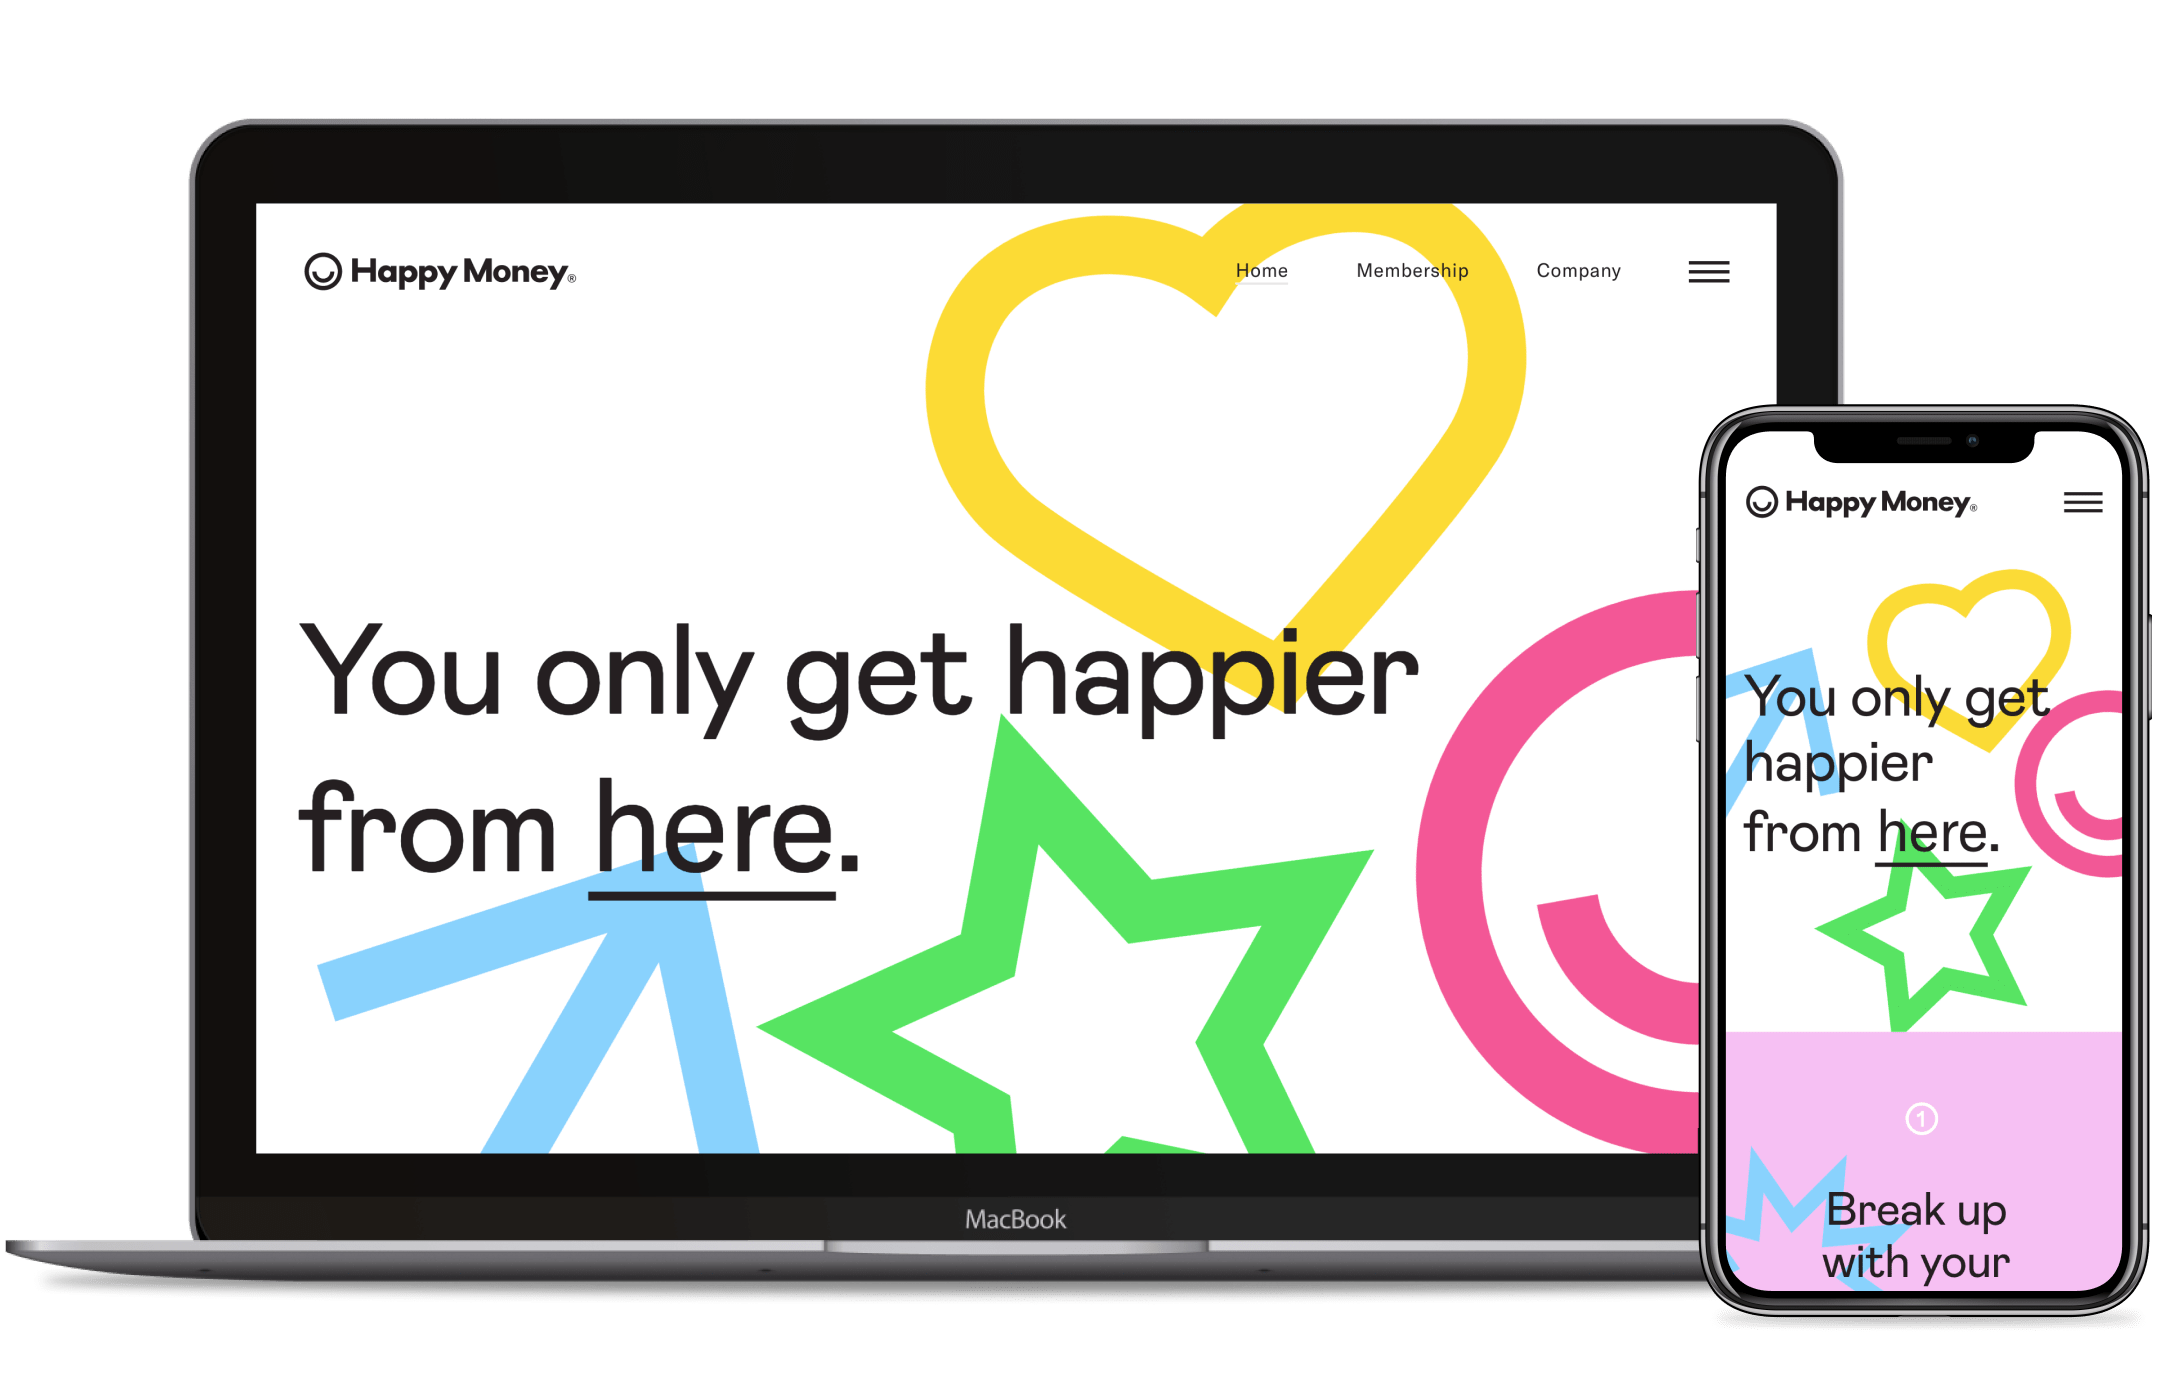 Happy Money®
Home Membership Company
You only get happier
from here.
MacBook
Happy Money®
You only get
happier
from here.
1
Break up
with your